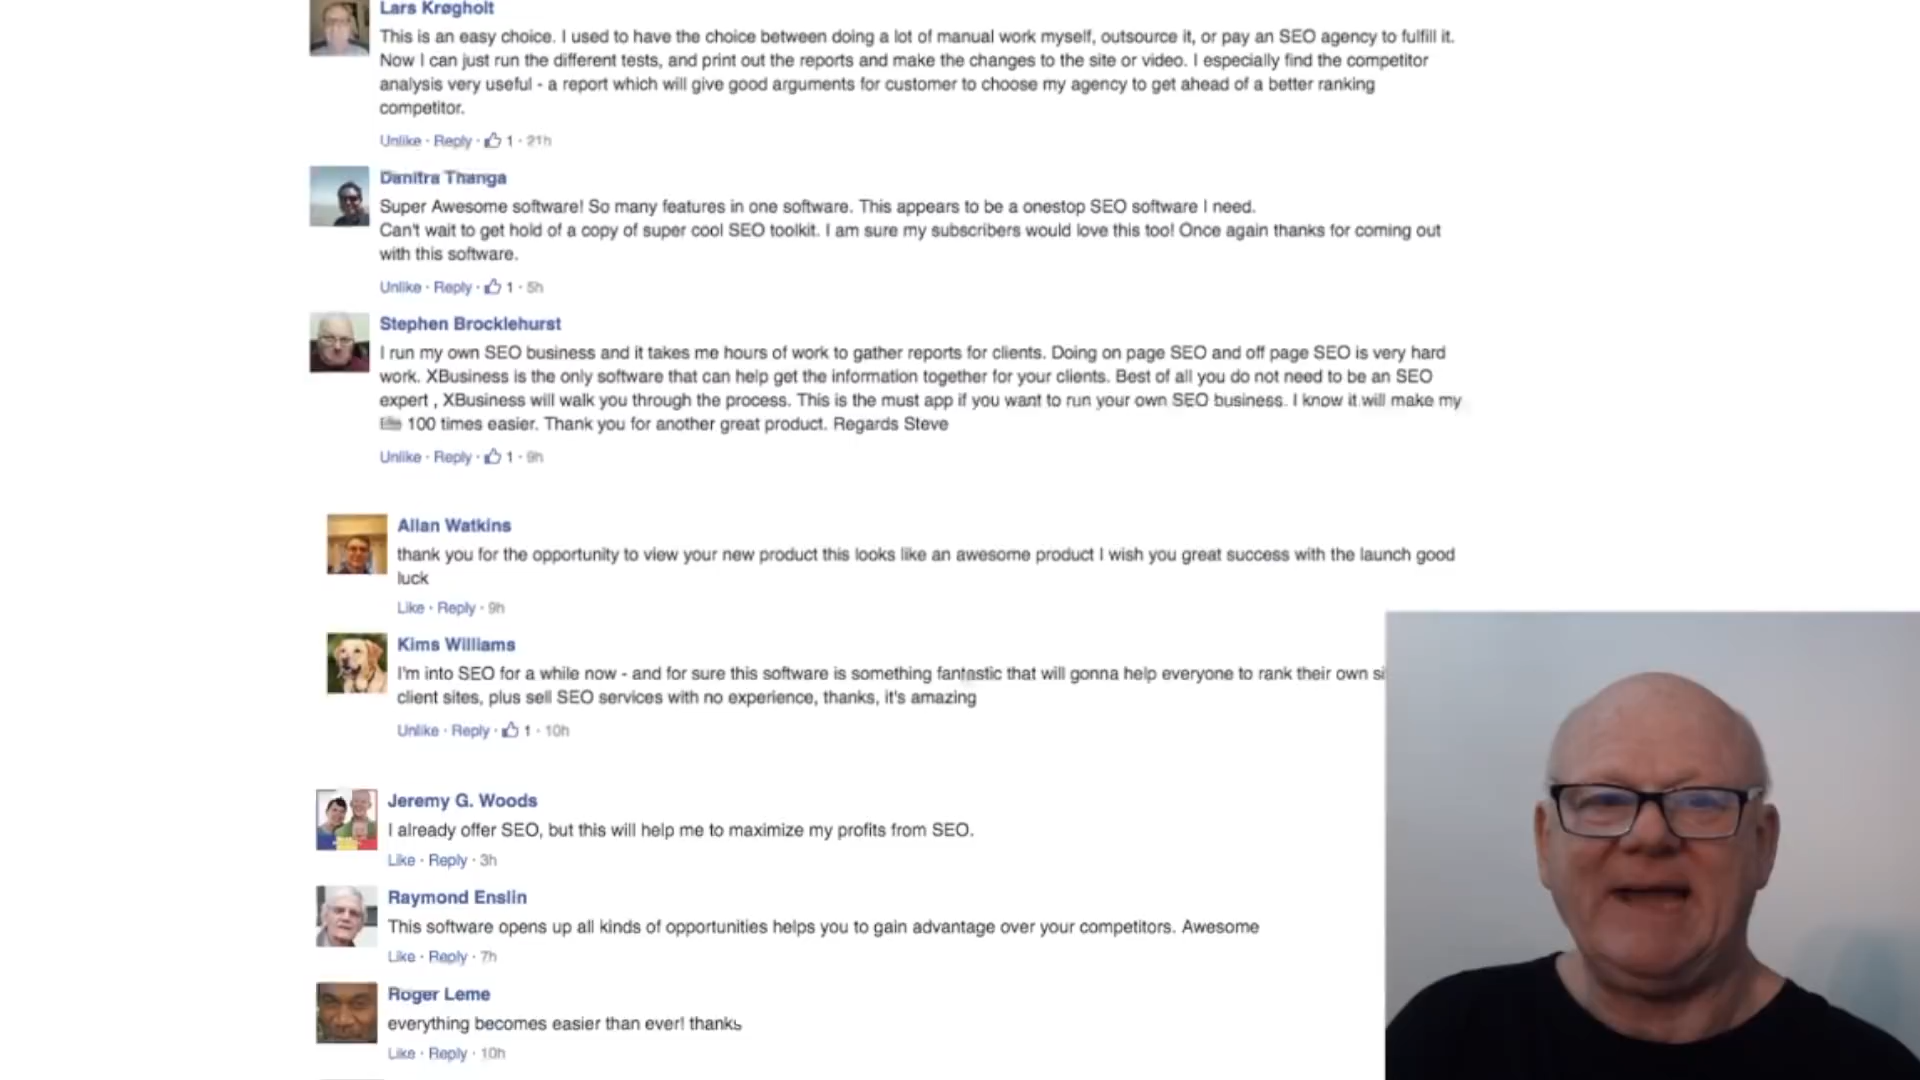 Lars Krøgholt
This is an easy choice. I used to have the choice between doing a lot of manual work myself, outsource it, or pay an SEO agency to fulfill it.
Now I can just run the different tests, and print out the reports and make the changes to the site or video. I especially find the competitor
analysis very useful - a report which will give good arguments for customer to choose my agency to get ahead of a better ranking
competitor.
Unlike · Reply · 1 · 21h
Danitra Thanga
Super Awesome software! So many features in one software. This appears to be a onestop SEO software I need.
Can't wait to get hold of a copy of super cool SEO toolkit. I am sure my subscribers would love this too! Once again thanks for coming out
with this software.
Unlike · Reply · 1 · 5h
Stephen Brocklehurst
I run my own SEO business and it takes me hours of work to gather reports for clients. Doing on page SEO and off page SEO is very hard
work. XBusiness is the only software that can help get the information together for your clients. Best of all you do not need to be an SEO
expert , XBusiness will walk you through the process. This is the must app if you want to run your own SEO business. I know it will make my
100 times easier. Thank you for another great product. Regards Steve
Unlike · Reply · 1 · 9h
Allan Watkins
thank you for the opportunity to view your new product this looks like an awesome product I wish you great success with the launch good
luck
Like · Reply · 9h
Kims Williams
I'm into SEO for a while now - and for sure this software is something fantastic that will gonna help everyone to rank their own
client sites, plus sell SEO services with no experience, thanks, it's amazing
Unlike · Reply · 1 · 10h
Jeremy G. Woods
I already offer SEO, but this will help me to maximize my profits from SEO.
Like · Reply · 3h
Raymond Enslin
This software opens up all kinds of opportunities helps you to gain advantage over your competitors. Awesome
Like · Reply · 7h
Roger Leme
everything becomes easier than ever! thanks
Like · Reply · 10h